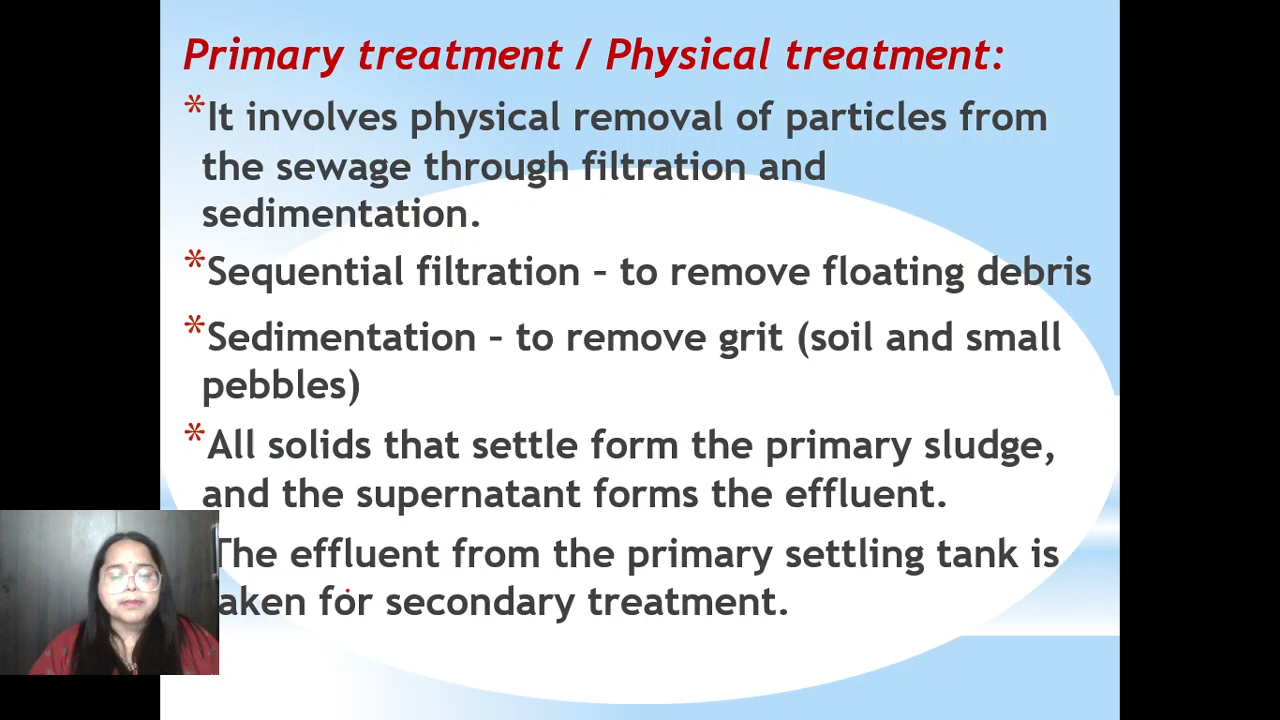 Primary treatment / Physical treatment:
*It involves physical removal of particles from
the sewage through filtration and
sedimentation.
*Sequential filtration – to remove floating debris
*Sedimentation – to remove grit (soil and small
pebbles)
*All solids that settle form the primary sludge,
and the supernatant forms the effluent.
The effluent from the primary settling tank is
aken for secondary treatment.